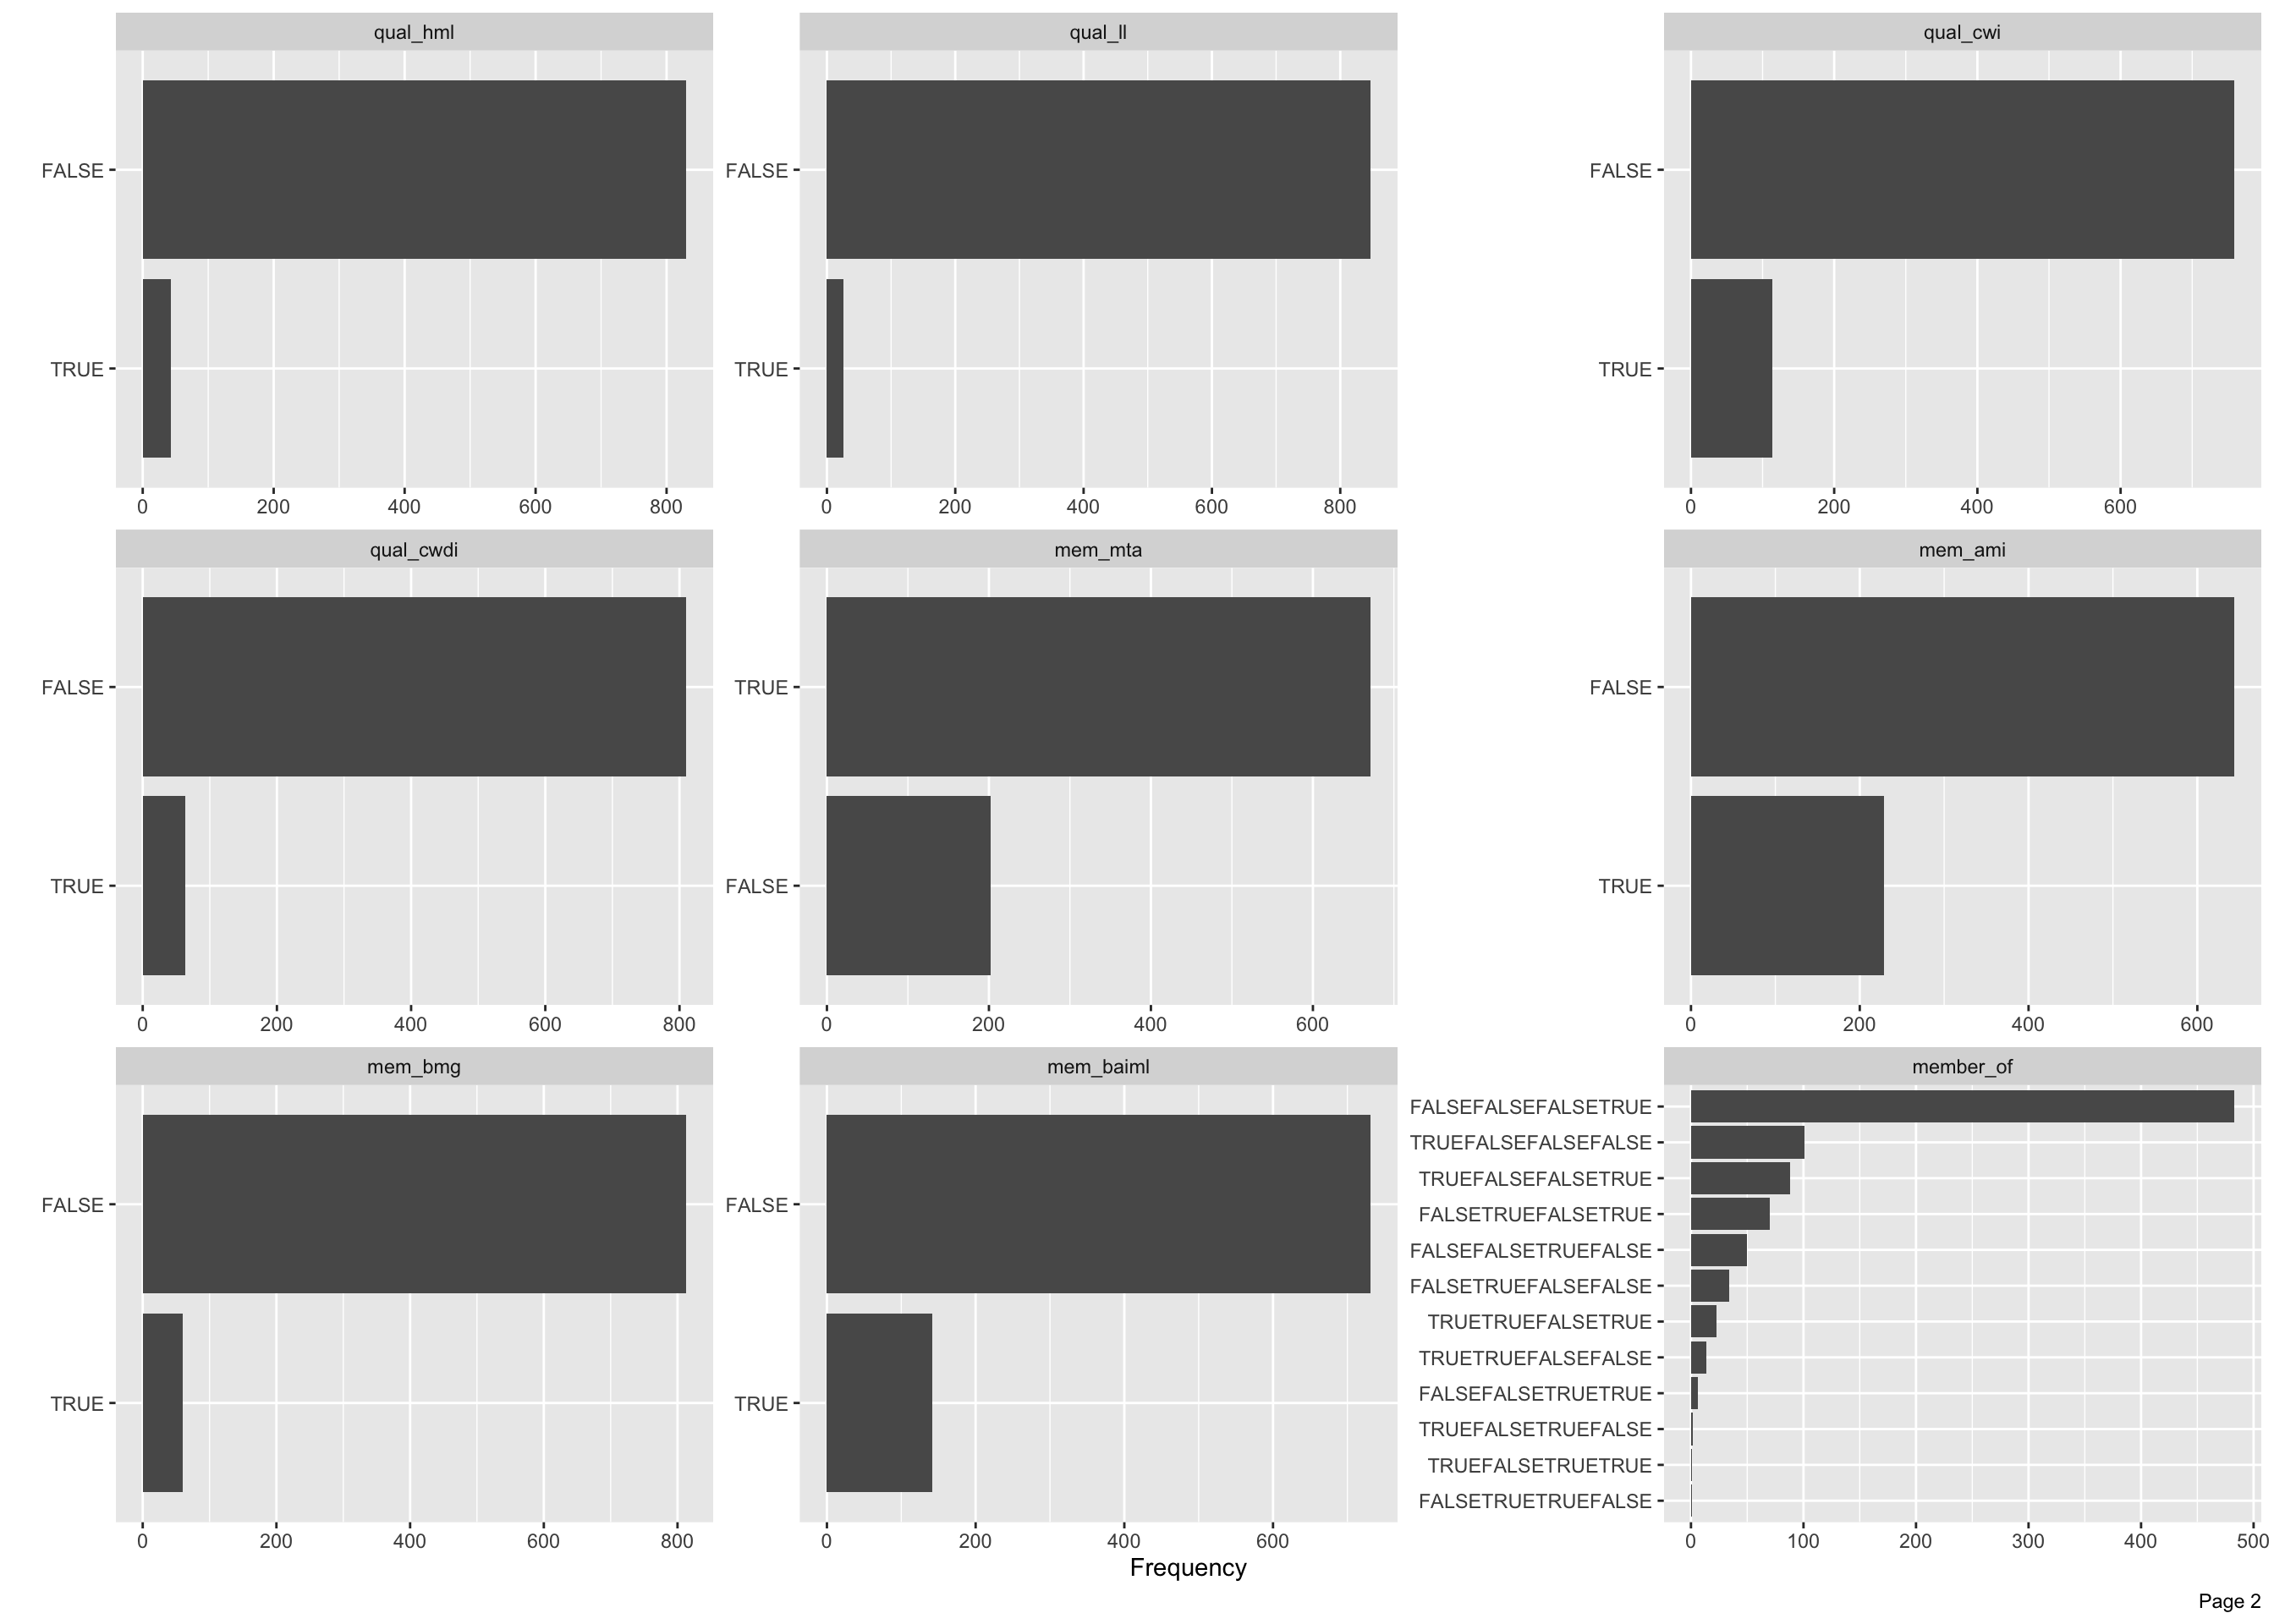 qual_hml
qual_ll
qual_cwi
FALSE
TRUE
0 200 400 600 800
FALSE
TRUE
0 200 400 600 800
FALSE
TRUE
0 200 400 600
qual_cwdi
mem_mta
mem_ami
FALSE
TRUE
0 200 400 600 800
TRUE
FALSE
0 200 400 600
FALSE
TRUE
0 200 400 600
mem_bmg
mem_baiml
member_of
FALSE
TRUE
0 200 400 600 800
FALSE
TRUE
0 200 400 600
FALSEFALSEFALSETRUE
TRUEFALSEFALSEFALSE
TRUEFALSEFALSETRUE
FALSETRUEFALSETRUE
FALSEFALSETRUEFALSE
FALSETRUEFALSEFALSE
TRUETRUEFALSETRUE
TRUETRUEFALSEFALSE
FALSEFALSETRUETRUE
TRUEFALSETRUEFALSE
TRUEFALSETRUETRUE
FALSETRUETRUEFALSE
0 100 200 300 400 500
Frequency
Page 2